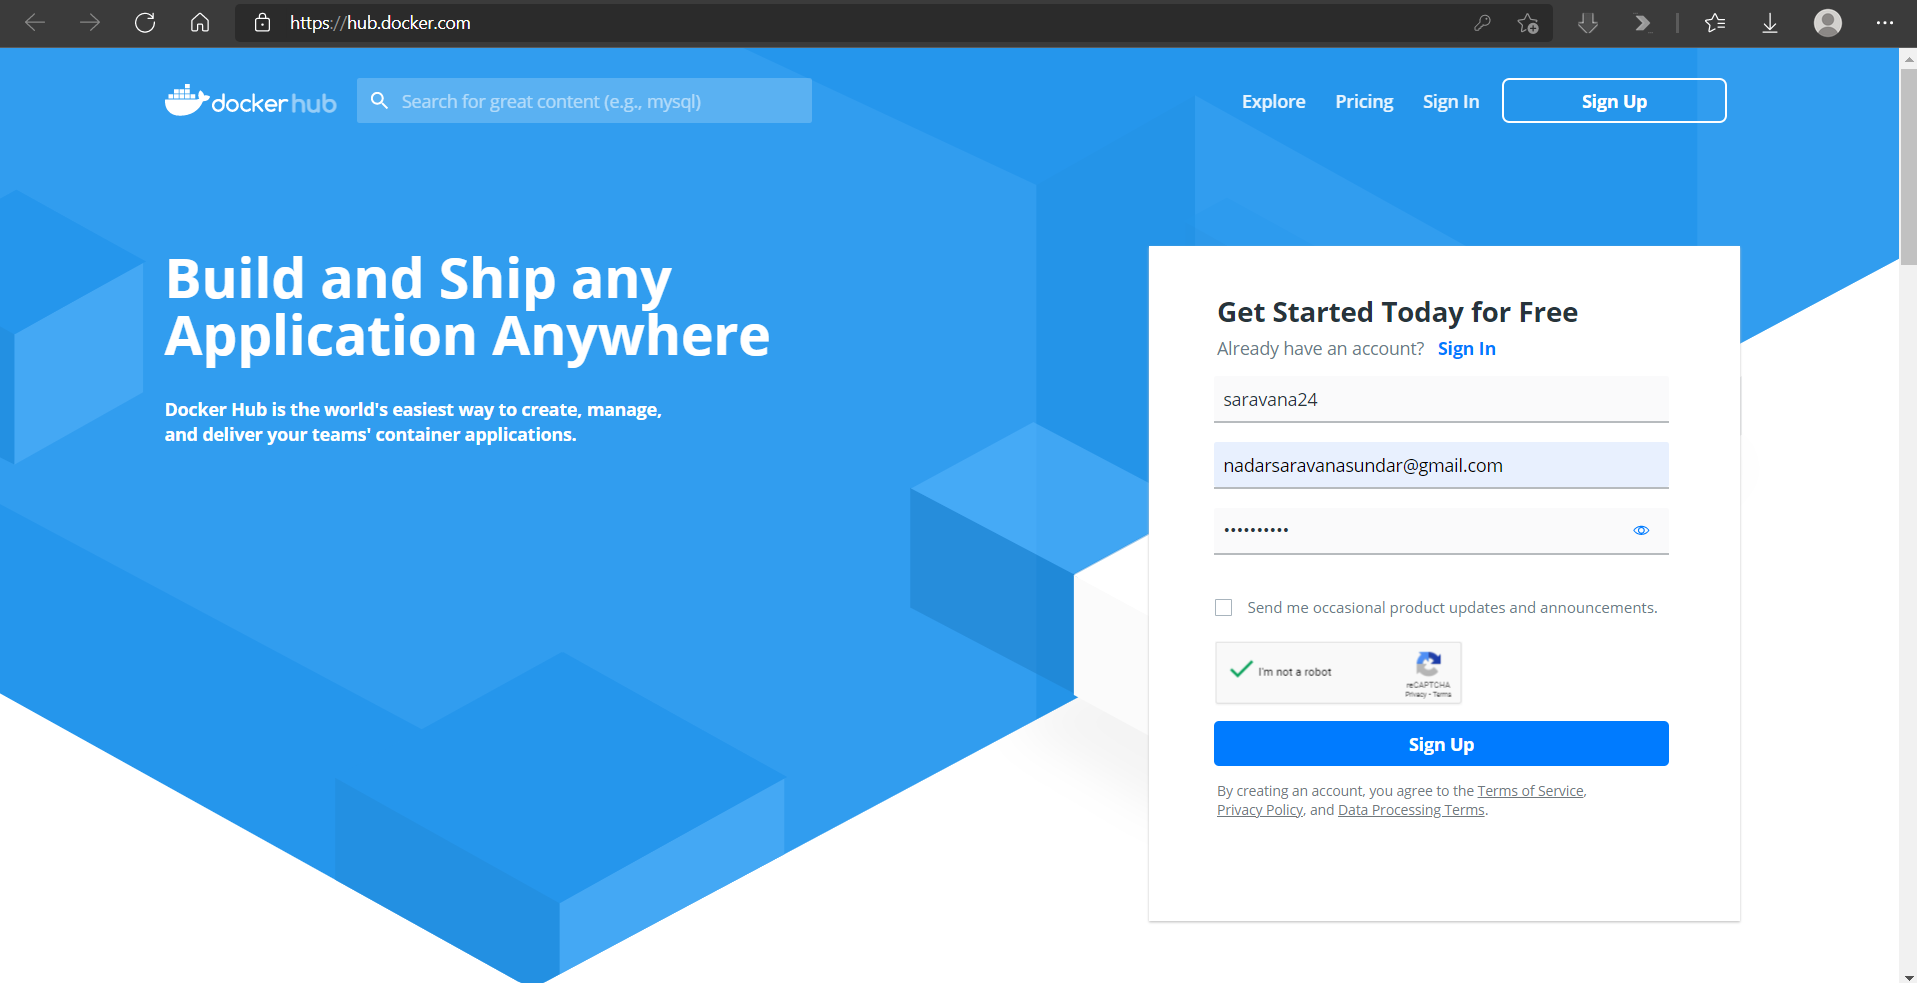 https://hub.docker.com
docker hub
Search for great content (e.g., mysql)
Explore
Pricing
Sign In
Sign Up
Build and Ship any
Application Anywhere
Docker Hub is the world's easiest way to create, manage,
and deliver your teams' container applications.
Get Started Today for Free
Already have an account? Sign In
saravana24
nadarsaravanasundar@gmail.com
••••••••••
Send me occasional product updates and announcements.
I'm not a robot
reCAPTCHA
Privacy - Terms
Sign Up
By creating an account, you agree to the Terms of Service,
Privacy Policy, and Data Processing Terms.